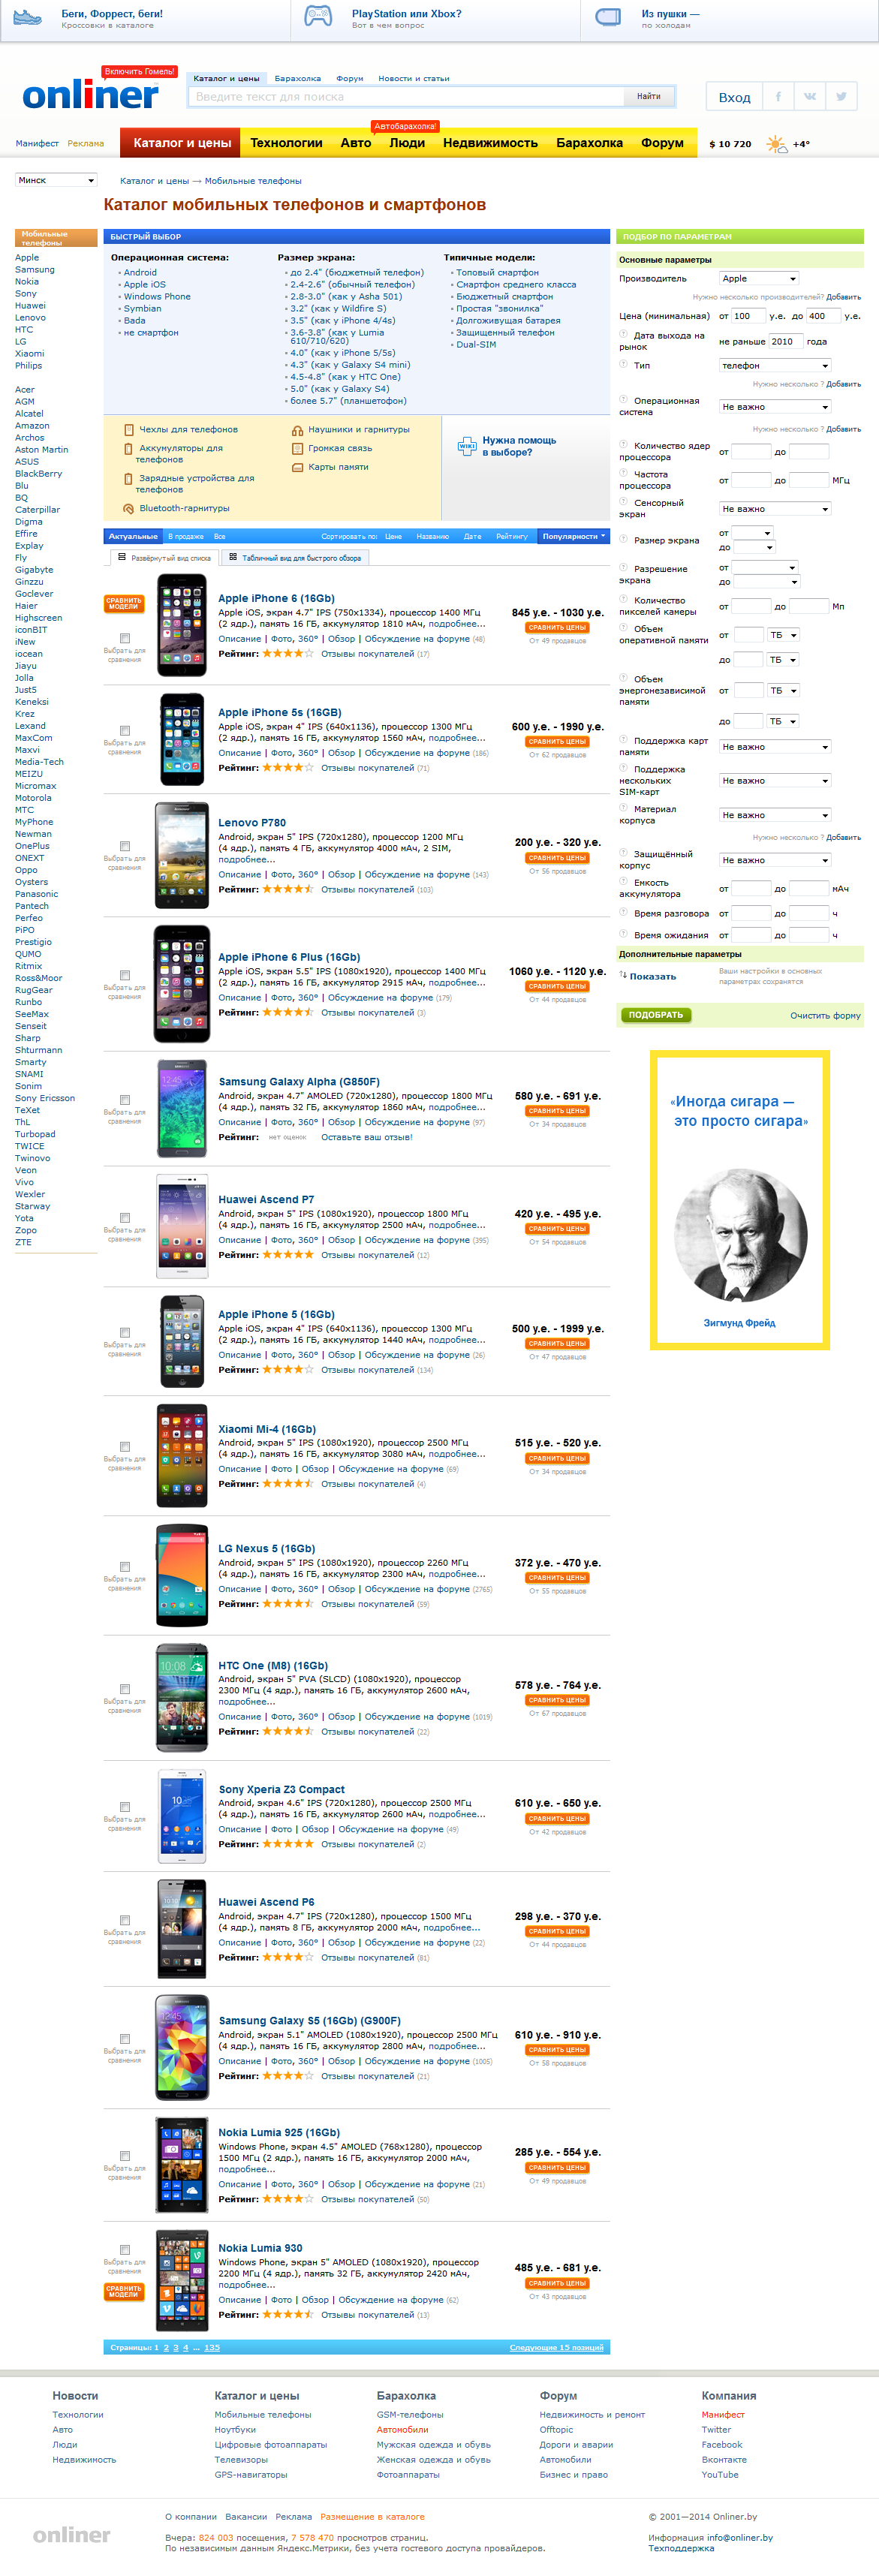 Беги, Форрест, беги!
Кроссовки в каталоге
PlayStation или Xbox?
Вот в чем вопрос
Из пушки —
по холодам
Включить Гомель!
onliner
Каталог и цены Барахолка Форум Новости и статьи
Введите текст для поиска
Найти
Вход
Манифест Реклама
Автобарахолка!
Каталог и цены Технологии Авто Люди Недвижимость Барахолка Форум
$ 10 720 +4°
Минск
Каталог и цены → Мобильные телефоны
Каталог мобильных телефонов и смартфонов
Мобильные
телефоны
Apple
Samsung
Nokia
Sony
Huawei
Lenovo
HTC
LG
Xiaomi
Philips
Acer
AGM
Alcatel
Amazon
Archos
Aston Martin
ASUS
BlackBerry
Blu
BQ
Caterpillar
Digma
Effire
Explay
Fly
Gigabyte
Ginzzu
Goclever
Haier
Highscreen
iconBIT
iNew
iocean
Jiayu
Jolla
Just5
Keneksi
Krez
Lexand
MaxCom
Maxvi
Media-Tech
MEIZU
Micromax
Motorola
МТС
MyPhone
Newman
OnePlus
ONEXT
Oppo
Oysters
Panasonic
Pantech
Perfeo
PiPO
Prestigio
QUMO
Ritmix
Ross&Moor
RugGear
Runbo
SeeMax
Senseit
Sharp
Shturmann
Smarty
SNAMI
Sonim
Sony Ericsson
TeXet
ThL
Turbopad
TWICE
Twinovo
Veon
Vivo
Wexler
Starway
Yota
Zopo
ZTE
БЫСТРЫЙ ВЫБОР
Операционная система:
Android
Apple iOS
Windows Phone
Symbian
Bada
не смартфон
Размер экрана:
до 2.4" (бюджетный телефон)
2.4-2.6" (обычный телефон)
2.8-3.0" (как у Asha 501)
3.2" (как у Wildfire S)
3.5" (как у iPhone 4/4s)
3.6-3.8" (как у Lumia
610/710/620)
4.0" (как у iPhone 5/5s)
4.3" (как у Galaxy S4 mini)
4.5-4.8" (как у HTC One)
5.0" (как у Galaxy S4)
более 5.7" (планшетофон)
Типичные модели:
Топовый смартфон
Смартфон среднего класса
Бюджетный смартфон
Простая "звонилка"
Долгоживущая батарея
Защищенный телефон
Dual-SIM
Чехлы для телефонов
Аккумуляторы для
телефонов
Зарядные устройства для
телефонов
Bluetooth-гарнитуры
Наушники и гарнитуры
Громкая связь
Карты памяти
WIKI
Нужна помощь
в выборе?
Актуальные В продаже Все Сортировать по: Цене Названию Дате Рейтингу Популярности
Развёрнутый вид списка Табличный вид для быстрого обзора
СРАВНИТЬ
МОДЕЛИ
Выбрать для
сравнения
Apple iPhone 6 (16Gb)
Apple iOS, экран 4.7" IPS (750x1334), процессор 1400 МГц
(2 ядр.), память 16 ГБ, аккумулятор 1810 мАч, подробнее...
Описание | Фото, 360° | Обзор | Обсуждение на форуме (48)
Рейтинг: Отзывы покупателей (17)
845 у.е. - 1030 у.е.
СРАВНИТЬ ЦЕНЫ
От 49 продавцов
Выбрать для
сравнения
Apple iPhone 5s (16GB)
Apple iOS, экран 4" IPS (640x1136), процессор 1300 МГц
(2 ядр.), память 16 ГБ, аккумулятор 1560 мАч, подробнее...
Описание | Фото, 360° | Обзор | Обсуждение на форуме (186)
Рейтинг: Отзывы покупателей (71)
600 у.е. - 1990 у.е.
СРАВНИТЬ ЦЕНЫ
От 62 продавцов
Выбрать для
сравнения
Lenovo P780
Android, экран 5" IPS (720x1280), процессор 1200 МГц
(4 ядр.), память 4 ГБ, аккумулятор 4000 мАч, 2 SIM,
подробнее...
Описание | Фото, 360° | Обзор | Обсуждение на форуме (143)
Рейтинг: Отзывы покупателей (103)
200 у.е. - 320 у.е.
СРАВНИТЬ ЦЕНЫ
От 56 продавцов
Выбрать для
сравнения
Apple iPhone 6 Plus (16Gb)
Apple iOS, экран 5.5" IPS (1080x1920), процессор 1400 МГц
(2 ядр.), память 16 ГБ, аккумулятор 2915 мАч, подробнее...
Описание | Фото, 360° | Обсуждение на форуме (179)
Рейтинг: Отзывы покупателей (3)
1060 у.е. - 1120 у.е.
СРАВНИТЬ ЦЕНЫ
От 44 продавцов
Выбрать для
сравнения
Samsung Galaxy Alpha (G850F)
Android, экран 4.7" AMOLED (720x1280), процессор 1800 МГц
(4 ядр.), память 32 ГБ, аккумулятор 1860 мАч, подробнее...
Описание | Фото, 360° | Обзор | Обсуждение на форуме (97)
Рейтинг: нет оценок Оставьте ваш отзыв!
580 у.е. - 691 у.е.
СРАВНИТЬ ЦЕНЫ
От 34 продавцов
Выбрать для
сравнения
Huawei Ascend P7
Android, экран 5" IPS (1080x1920), процессор 1800 МГц
(4 ядр.), память 16 ГБ, аккумулятор 2500 мАч, подробнее...
Описание | Фото, 360° | Обзор | Обсуждение на форуме (395)
Рейтинг: Отзывы покупателей (12)
420 у.е. - 495 у.е.
СРАВНИТЬ ЦЕНЫ
От 54 продавцов
Выбрать для
сравнения
Apple iPhone 5 (16Gb)
Apple iOS, экран 4" IPS (640x1136), процессор 1300 МГц
(2 ядр.), память 16 ГБ, аккумулятор 1440 мАч, подробнее...
Описание | Фото, 360° | Обзор | Обсуждение на форуме (26)
Рейтинг: Отзывы покупателей (134)
500 у.е. - 1999 у.е.
СРАВНИТЬ ЦЕНЫ
От 47 продавцов
Выбрать для
сравнения
Xiaomi Mi-4 (16Gb)
Android, экран 5" IPS (1080x1920), процессор 2500 МГц
(4 ядр.), память 16 ГБ, аккумулятор 3080 мАч, подробнее...
Описание | Фото | Обзор | Обсуждение на форуме (69)
Рейтинг: Отзывы покупателей (4)
515 у.е. - 520 у.е.
СРАВНИТЬ ЦЕНЫ
От 34 продавцов
Выбрать для
сравнения
LG Nexus 5 (16Gb)
Android, экран 5" IPS (1080x1920), процессор 2260 МГц
(4 ядр.), память 16 ГБ, аккумулятор 2300 мАч, подробнее...
Описание | Фото, 360° | Обзор | Обсуждение на форуме (2765)
Рейтинг: Отзывы покупателей (59)
372 у.е. - 470 у.е.
СРАВНИТЬ ЦЕНЫ
От 55 продавцов
Выбрать для
сравнения
HTC One (M8) (16Gb)
Android, экран 5" PVA (SLCD) (1080x1920), процессор
2300 МГц (4 ядр.), память 16 ГБ, аккумулятор 2600 мАч,
подробнее...
Описание | Фото, 360° | Обзор | Обсуждение на форуме (1019)
Рейтинг: Отзывы покупателей (22)
578 у.е. - 764 у.е.
СРАВНИТЬ ЦЕНЫ
От 67 продавцов
Выбрать для
сравнения
Sony Xperia Z3 Compact
Android, экран 4.6" IPS (720x1280), процессор 2500 МГц
(4 ядр.), память 16 ГБ, аккумулятор 2600 мАч, подробнее...
Описание | Фото | Обзор | Обсуждение на форуме (49)
Рейтинг: Отзывы покупателей (2)
610 у.е. - 650 у.е.
СРАВНИТЬ ЦЕНЫ
От 42 продавцов
Выбрать для
сравнения
Huawei Ascend P6
Android, экран 4.7" IPS (720x1280), процессор 1500 МГц
(4 ядр.), память 8 ГБ, аккумулятор 2000 мАч, подробнее...
Описание | Фото, 360° | Обзор | Обсуждение на форуме (22)
Рейтинг: Отзывы покупателей (81)
298 у.е. - 370 у.е.
СРАВНИТЬ ЦЕНЫ
От 44 продавцов
Выбрать для
сравнения
Samsung Galaxy S5 (16Gb) (G900F)
Android, экран 5.1" AMOLED (1080x1920), процессор 2500 МГц
(4 ядр.), память 16 ГБ, аккумулятор 2800 мАч, подробнее...
Описание | Фото, 360° | Обзор | Обсуждение на форуме (1005)
Рейтинг: Отзывы покупателей (21)
610 у.е. - 910 у.е.
СРАВНИТЬ ЦЕНЫ
От 58 продавцов
Выбрать для
сравнения
Nokia Lumia 925 (16Gb)
Windows Phone, экран 4.5" AMOLED (768x1280), процессор
1500 МГц (2 ядр.), память 16 ГБ, аккумулятор 2000 мАч,
подробнее...
Описание | Фото, 360° | Обзор | Обсуждение на форуме (21)
Рейтинг: Отзывы покупателей (50)
285 у.е. - 554 у.е.
СРАВНИТЬ ЦЕНЫ
От 49 продавцов
Выбрать для
сравнения
СРАВНИТЬ
МОДЕЛИ
Nokia Lumia 930
Windows Phone, экран 5" AMOLED (1080x1920), процессор
2200 МГц (4 ядр.), память 32 ГБ, аккумулятор 2420 мАч,
подробнее...
Описание | Фото | Обзор | Обсуждение на форуме (62)
Рейтинг: Отзывы покупателей (13)
485 у.е. - 681 у.е.
СРАВНИТЬ ЦЕНЫ
От 43 продавцов
Страницы: 1 2 3 4 ... 135 Следующие 15 позиций
ПОДБОР ПО ПАРАМЕТРАМ
Основные параметры
Производитель Apple
Нужно несколько производителей? Добавить
Цена (минимальная) от 100 у.е. до 400 у.е.
Дата выхода на
рынок не раньше 2010 года
Тип телефон
Нужно несколько ? Добавить
Операционная
система Не важно
Нужно несколько ? Добавить
Количество ядер
процессора от до
Частота
процессора от до МГц
Сенсорный
экран Не важно
Размер экрана от
до
Разрешение
экрана от
до
Количество
пикселей камеры от до Мп
Объем
оперативной памяти от ТБ
до ТБ
Объем
энергонезависимой
памяти от ТБ
до ТБ
Поддержка карт
памяти Не важно
Поддержка
нескольких
SIM-карт Не важно
Материал
корпуса Не важно
Нужно несколько ? Добавить
Защищённый
корпус Не важно
Емкость
аккумулятора от до мАч
Время разговора от до ч
Время ожидания от до ч
Дополнительные параметры
Показать
Ваши настройки в основных
параметрах сохранятся
ПОДОБРАТЬ Очистить форму
«Иногда сигара —
это просто сигара»
Зигмунд Фрейд
Новости
Технологии
Авто
Люди
Недвижимость
Каталог и цены
Мобильные телефоны
Ноутбуки
Цифровые фотоаппараты
Телевизоры
GPS-навигаторы
Барахолка
GSM-телефоны
Автомобили
Мужская одежда и обувь
Женская одежда и обувь
Фотоаппараты
Форум
Недвижимость и ремонт
Offtopic
Дороги и аварии
Автомобили
Бизнес и право
Компания
Манифест
Twitter
Facebook
Вконтакте
YouTube
onliner
О компании Вакансии Реклама Размещение в каталоге
Вчера: 824 003 посещения, 7 578 470 просмотров страниц.
По независимым данным Яндекс.Метрики, без учета гостевого доступа провайдеров.
© 2001—2014 Onliner.by
Информация info@onliner.by
Техподдержка